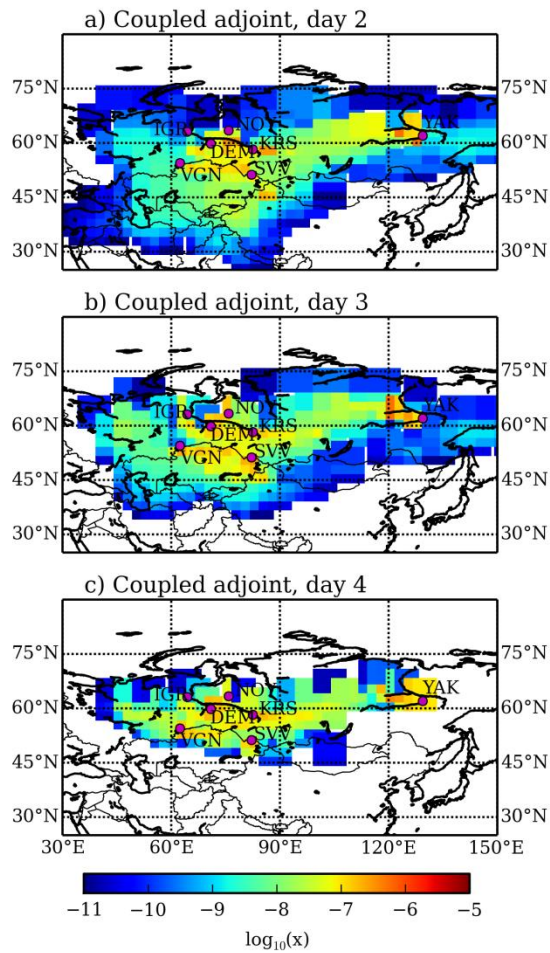 a) Coupled adjoint, day 2
75°N 75°N
IGR NOY YAK
60°N 60°N
DEM KRS
VGN SVV
45°N 45°N
30°N 30°N
b) Coupled adjoint, day 3
75°N 75°N
IGR NOY YAK
60°N 60°N
DEM KRS
VGN SVV
45°N 45°N
30°N 30°N
c) Coupled adjoint, day 4
75°N 75°N
IGR NOY YAK
60°N 60°N
DEM KRS
VGN SVV
45°N 45°N
30°N 30°N
30°E 60°E 90°E 120°E 150°E
−11 −10 −9 −8 −7 −6 −5
log₁₀(x)